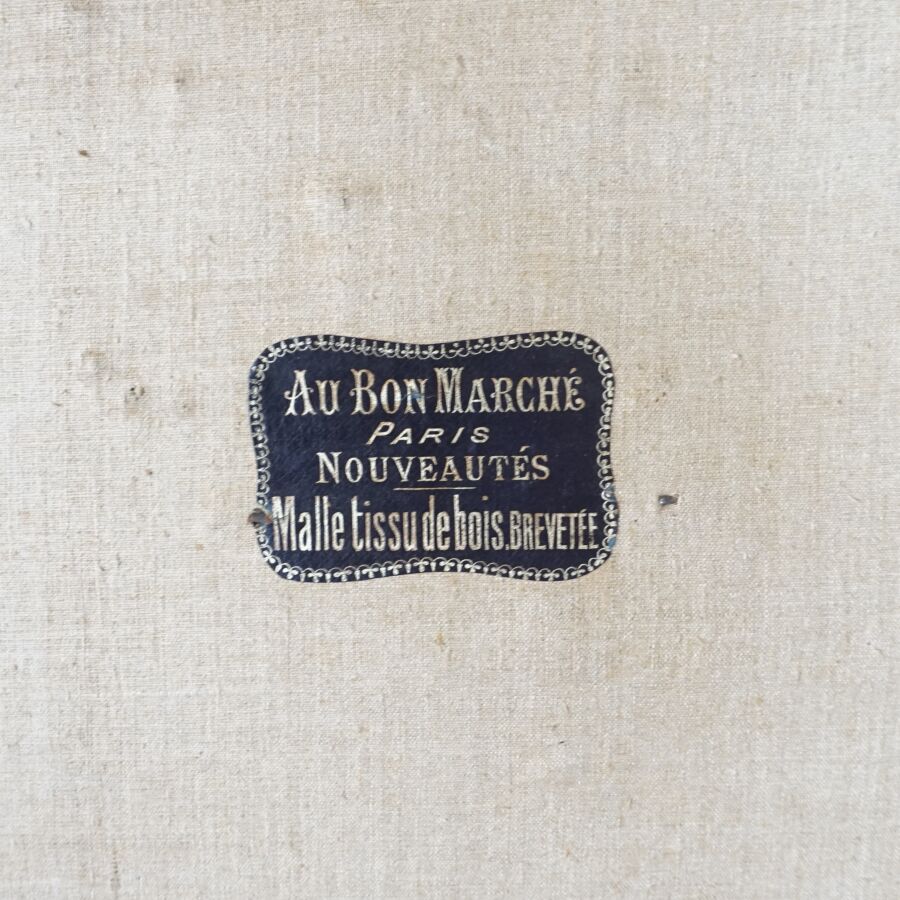 AU BON MARCHÉ
PARIS
NOUVEAUTÉS
Malle tissu de bois. BREVETÉE